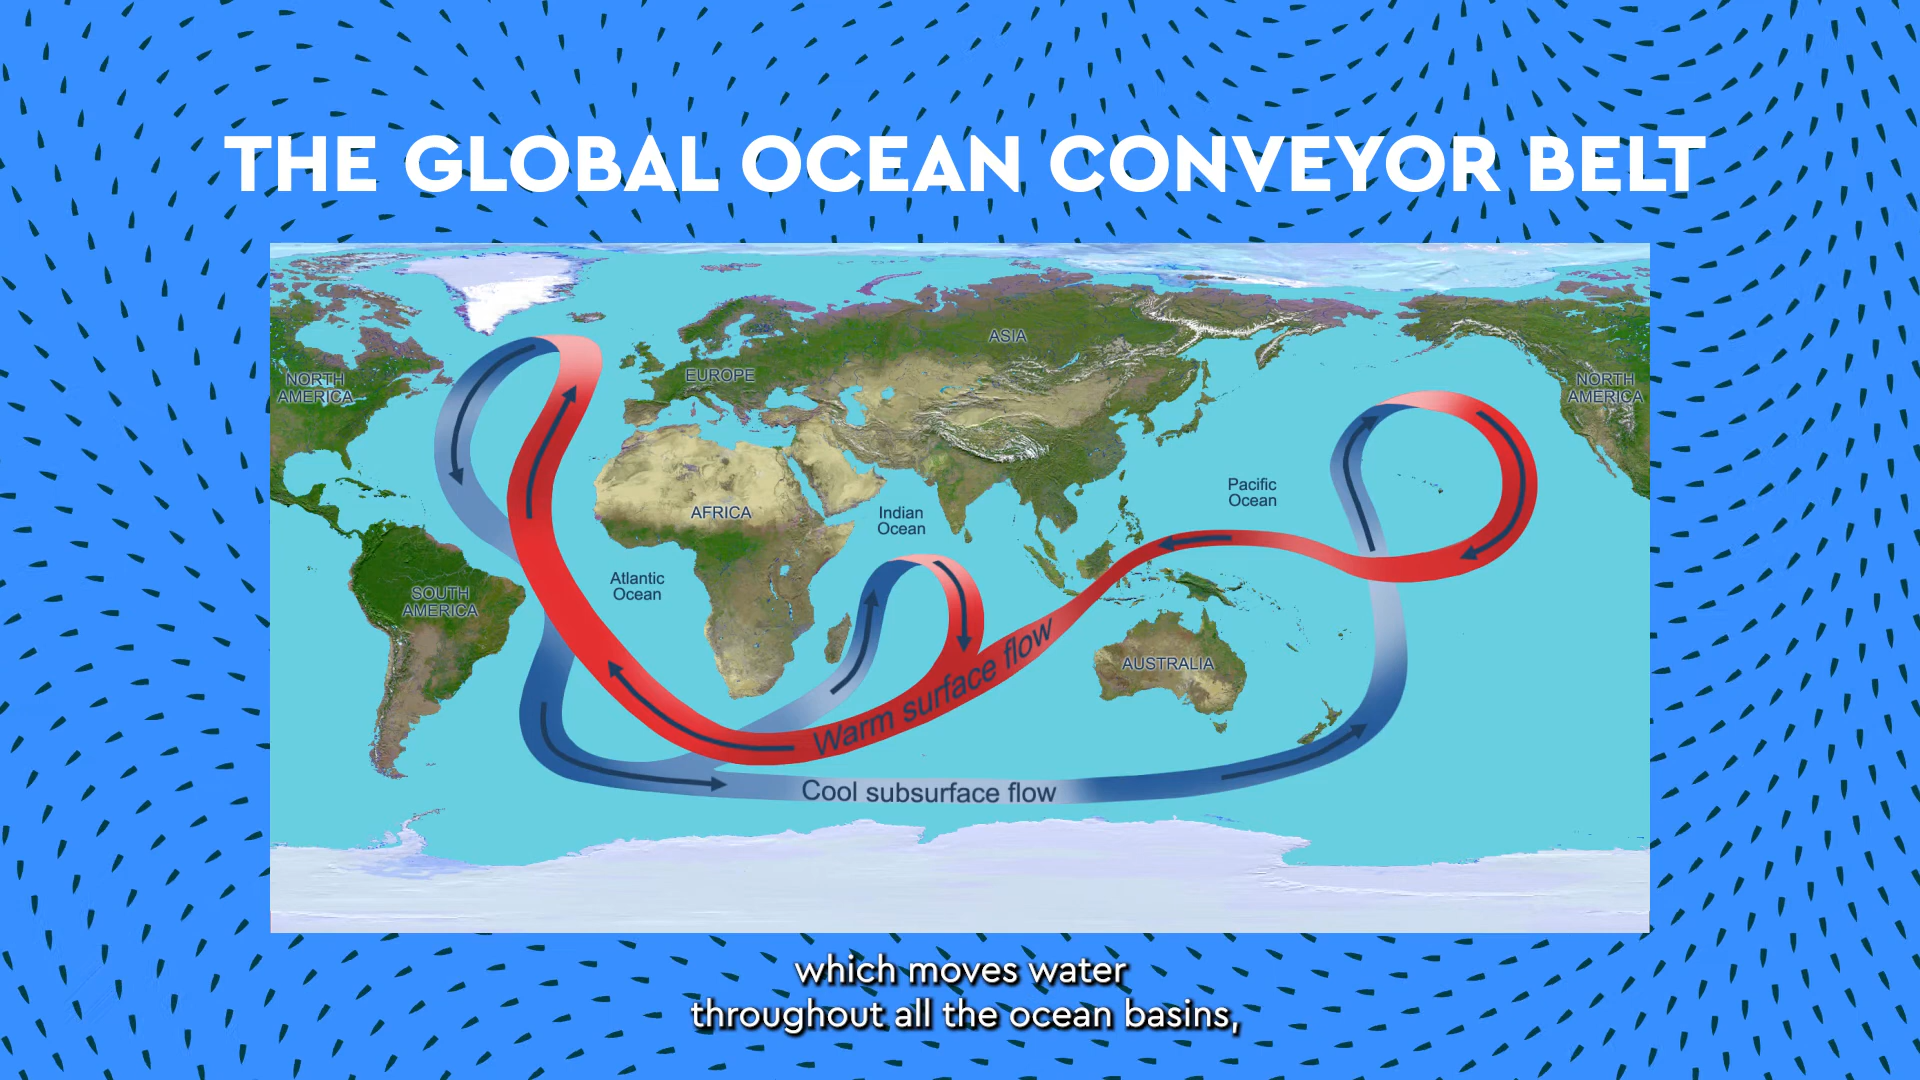 THE GLOBAL OCEAN CONVEYOR BELT
ASIA
EUROPE
NORTH
AMERICA
NORTH
AMERICA
Pacific
Ocean
AFRICA
Indian
Ocean
Atlantic
Ocean
SOUTH
AMERICA
AUSTRALIA
Warm surface flow
Cool subsurface flow
which moves water
throughout all the ocean basins,